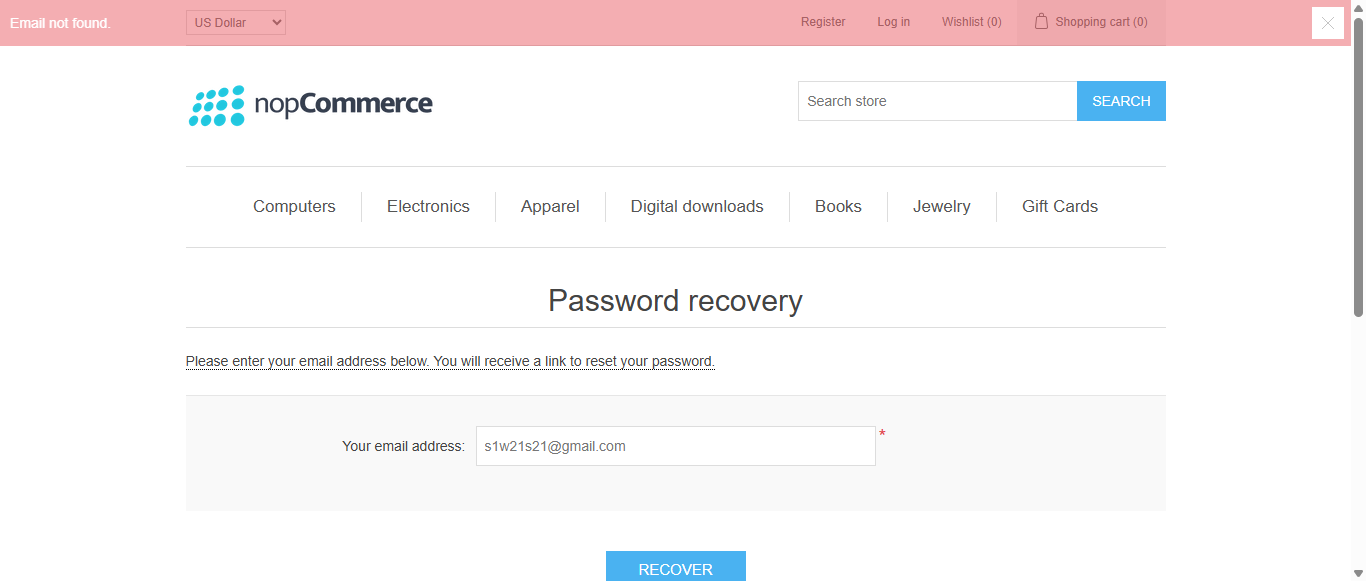 Email not found.
US Dollar
Register Log in Wishlist (0) Shopping cart (0)
nopCommerce
Search store SEARCH
Computers Electronics Apparel Digital downloads Books Jewelry Gift Cards
Password recovery
Please enter your email address below. You will receive a link to reset your password.
Your email address: s1w21s21@gmail.com *
RECOVER